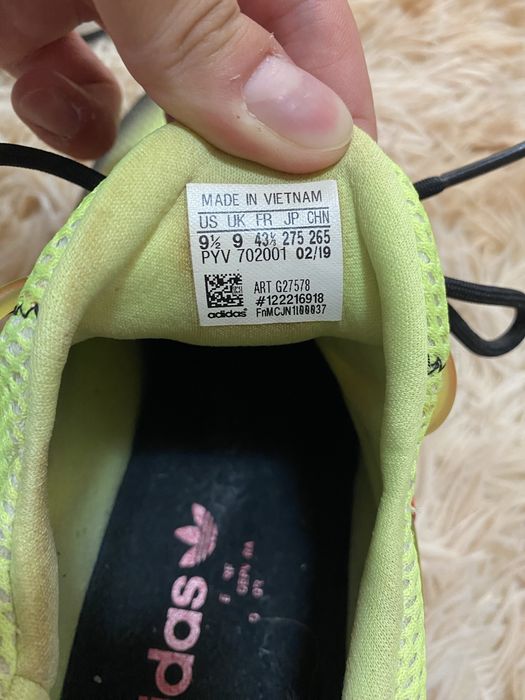 MADE IN VIETNAM
US UK FR JP CHN
9½ 9 43⅓ 275 265
PYV 702001 02/19
ART G27578
#122216918
adidas FnMCJN1100037
adidas